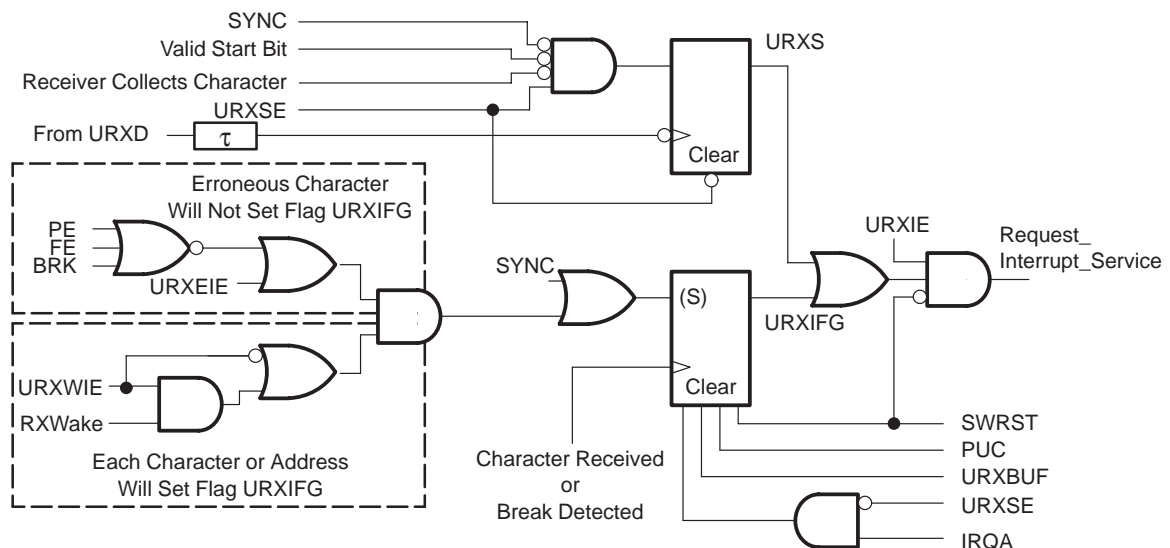 SYNC
Valid Start Bit
Receiver Collects Character
URXSE
From URXD
τ
URXS
Clear
Erroneous Character
Will Not Set Flag URXIFG
PE
FE
BRK
URXEIE
SYNC
(S)
Clear
URXIFG
URXIE
Request_
Interrupt_Service
URXWIE
RXWake
Each Character or Address
Will Set Flag URXIFG
Character Received
or
Break Detected
SWRST
PUC
URXBUF
URXSE
IRQA